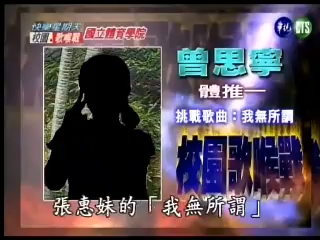 快樂星期天
校園歌喉戰
國立體育學院
華視 CTS
曾思寧
體推一
挑戰歌曲：我無所謂
校園歌喉戰
張惠妹的「我無所謂」